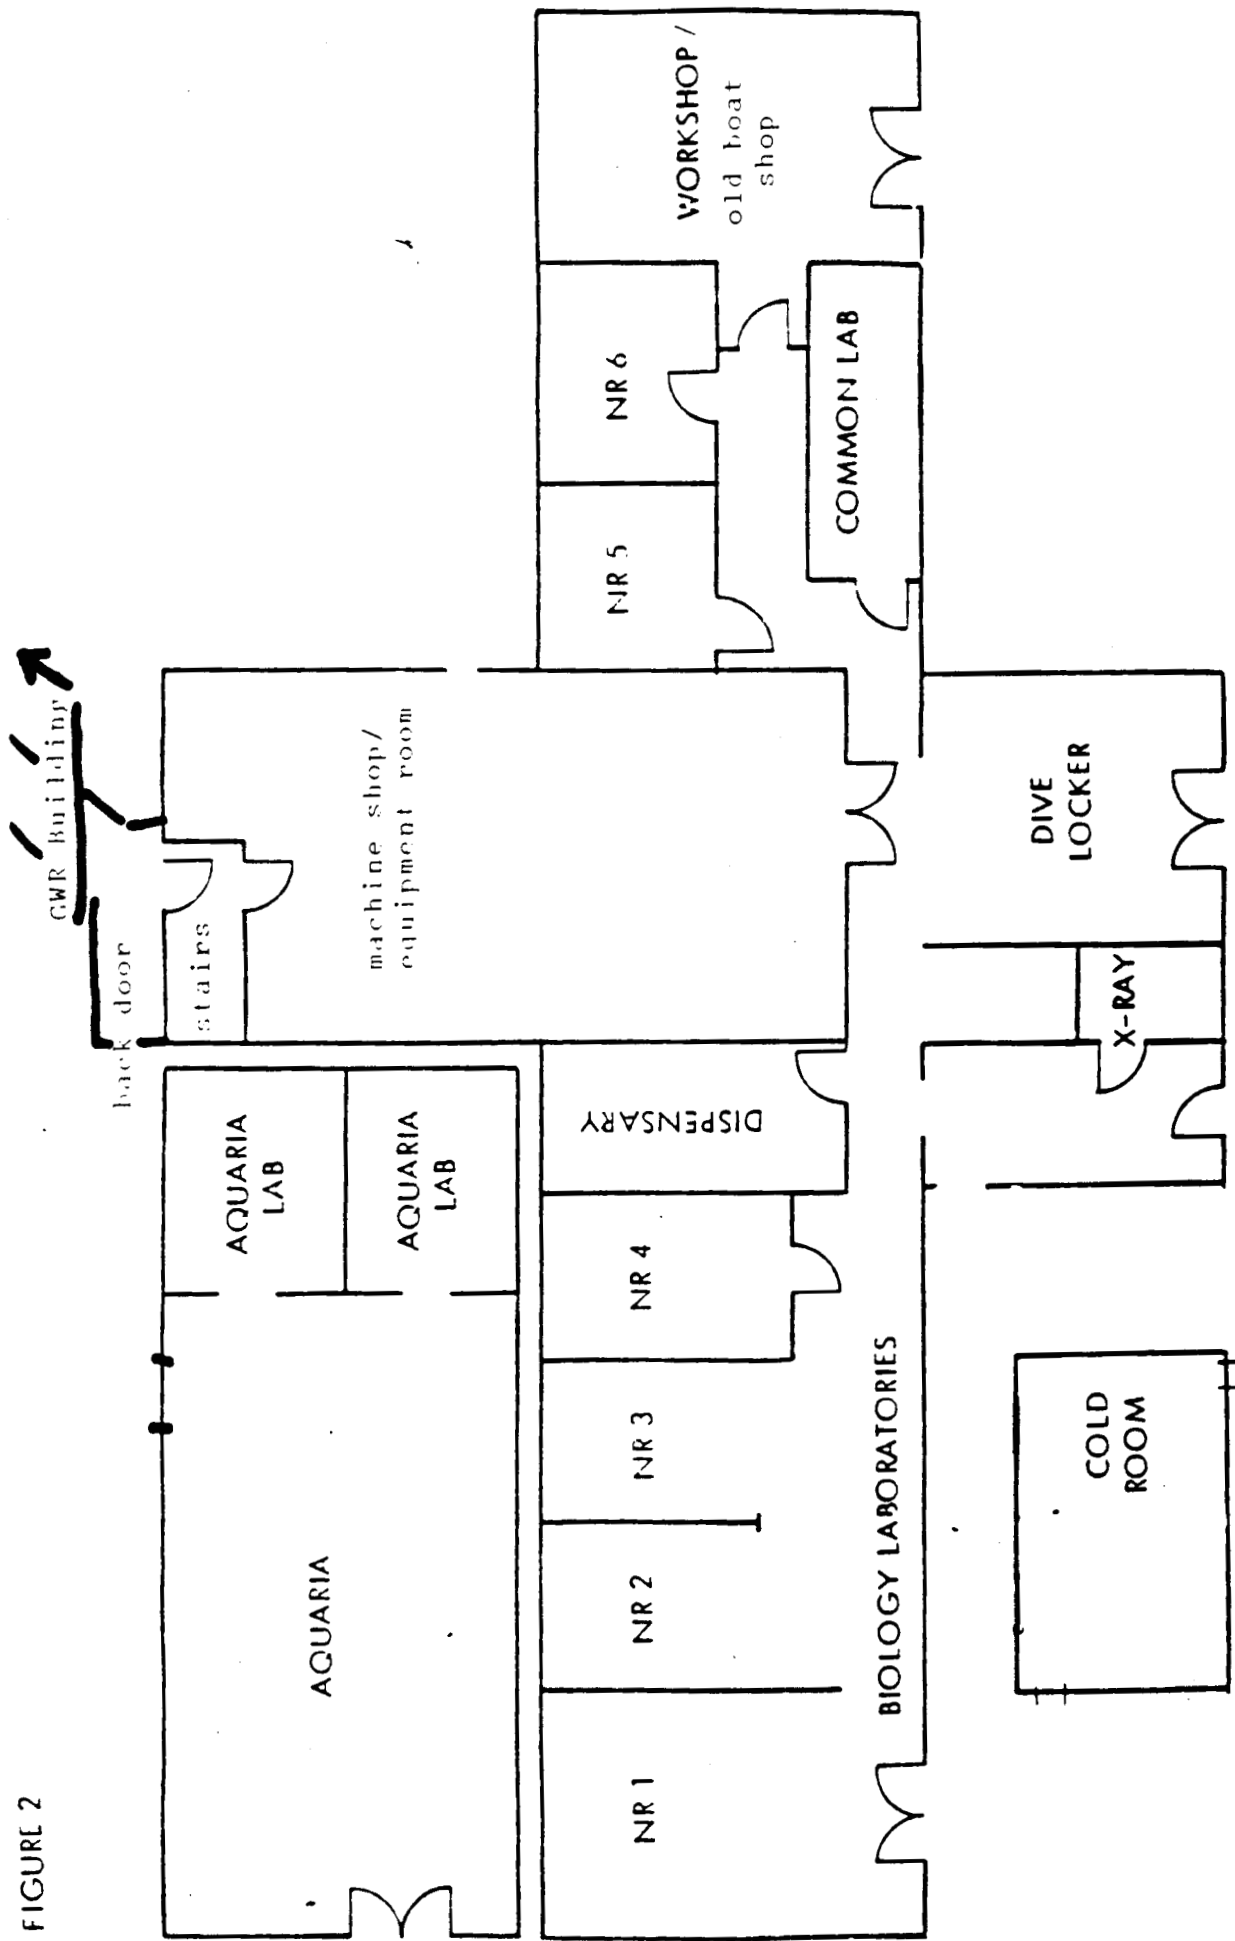 FIGURE 2
GWR Building
back door
stairs
AQUARIA
AQUARIA
LAB
AQUARIA
LAB
machine shop/
equipment room
NR 1
NR 2
NR 3
NR 4
DISPENSARY
NR 5
NR 6
WORKSHOP/
old boat
shop
BIOLOGY LABORATORIES
COMMON LAB
COLD
ROOM
X-RAY
DIVE
LOCKER